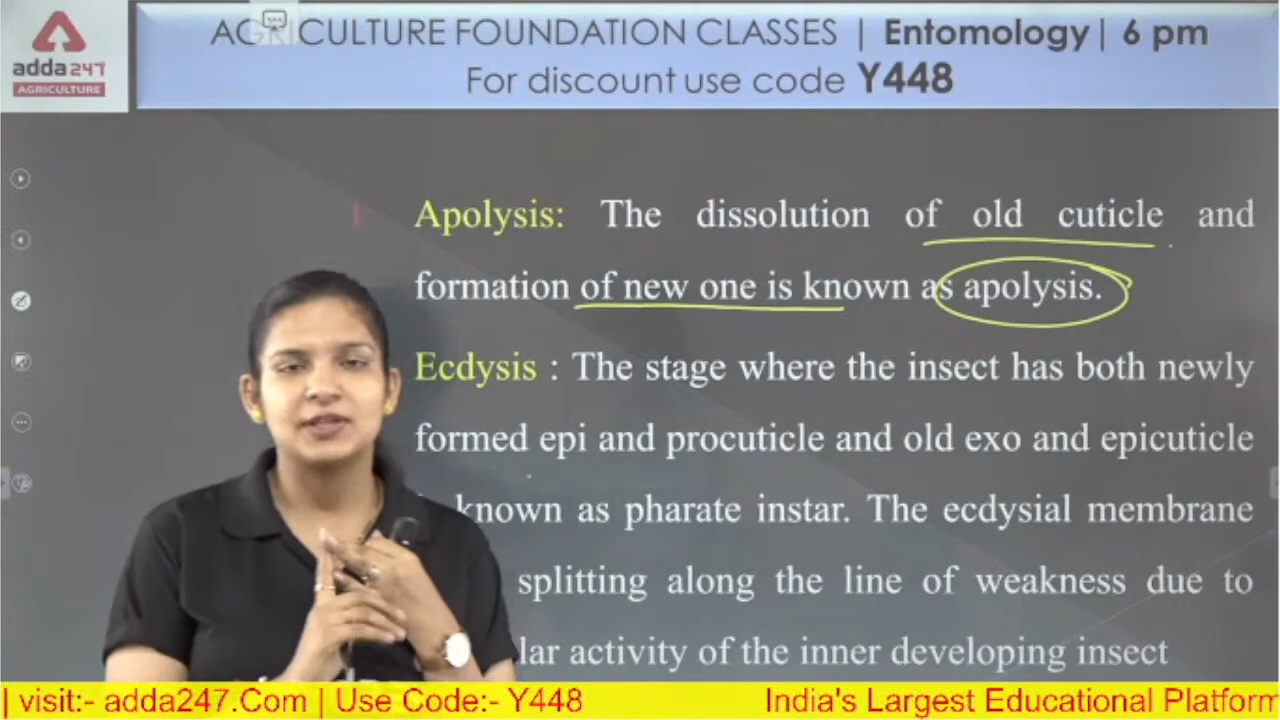 CULTURE FOUNDATION CLASSES | Entomology | 6 pm
For discount use code Y448
adda247
AGRICULTURE
Apolysis: The dissolution of old cuticle and
formation of new one is known as apolysis.
Ecdysis : The stage where the insect has both newly
formed epi and procuticle and old exo and epicuticle
known as pharate instar. The ecdysial membrane
splitting along the line of weakness due to
lar activity of the inner developing insect
| visit:- adda247.Com | Use Code:- Y448 India's Largest Educational Platform